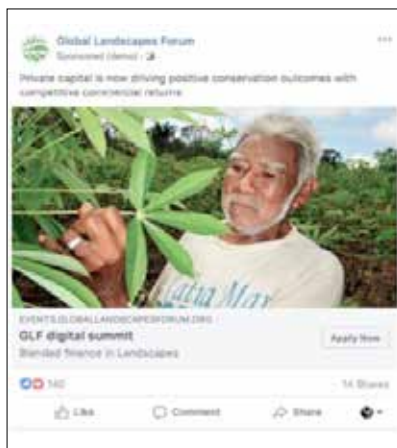 Global Landscapes Forum
Sponsored (demo) ·
Private capital is now driving positive conservation outcomes with
competitive commercial returns
EVENTS.GLOBALLANDSCAPESFORUM.ORG
GLF digital summit
Blended finance in Landscapes
Apply Now
140
14 Shares
Like Comment Share